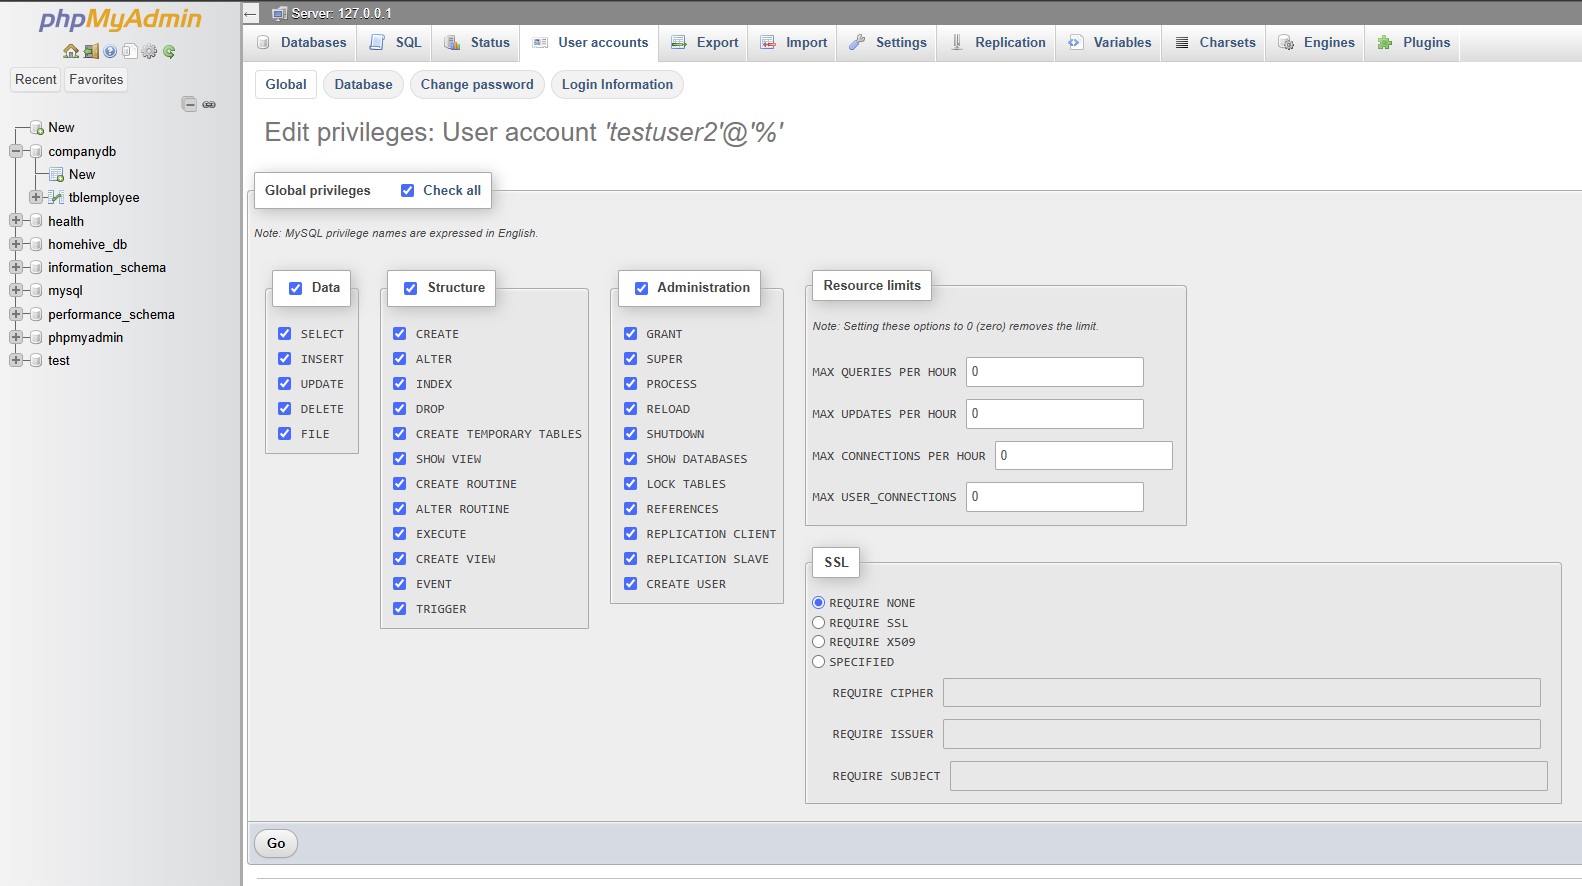 phpMyAdmin
Recent Favorites
New
companydb
New
tblemployee
health
homehive_db
information_schema
mysql
performance_schema
phpmyadmin
test
Server: 127.0.0.1
Databases SQL Status User accounts Export Import Settings Replication Variables Charsets Engines Plugins
Global Database Change password Login Information
Edit privileges: User account 'testuser2'@'%'
Global privileges Check all
Note: MySQL privilege names are expressed in English.
Data
SELECT
INSERT
UPDATE
DELETE
FILE
Structure
CREATE
ALTER
INDEX
DROP
CREATE TEMPORARY TABLES
SHOW VIEW
CREATE ROUTINE
ALTER ROUTINE
EXECUTE
CREATE VIEW
EVENT
TRIGGER
Administration
GRANT
SUPER
PROCESS
RELOAD
SHUTDOWN
SHOW DATABASES
LOCK TABLES
REFERENCES
REPLICATION CLIENT
REPLICATION SLAVE
CREATE USER
Resource limits
Note: Setting these options to 0 (zero) removes the limit.
MAX QUERIES PER HOUR 0
MAX UPDATES PER HOUR 0
MAX CONNECTIONS PER HOUR 0
MAX USER_CONNECTIONS 0
SSL
REQUIRE NONE
REQUIRE SSL
REQUIRE X509
SPECIFIED
REQUIRE CIPHER
REQUIRE ISSUER
REQUIRE SUBJECT
Go